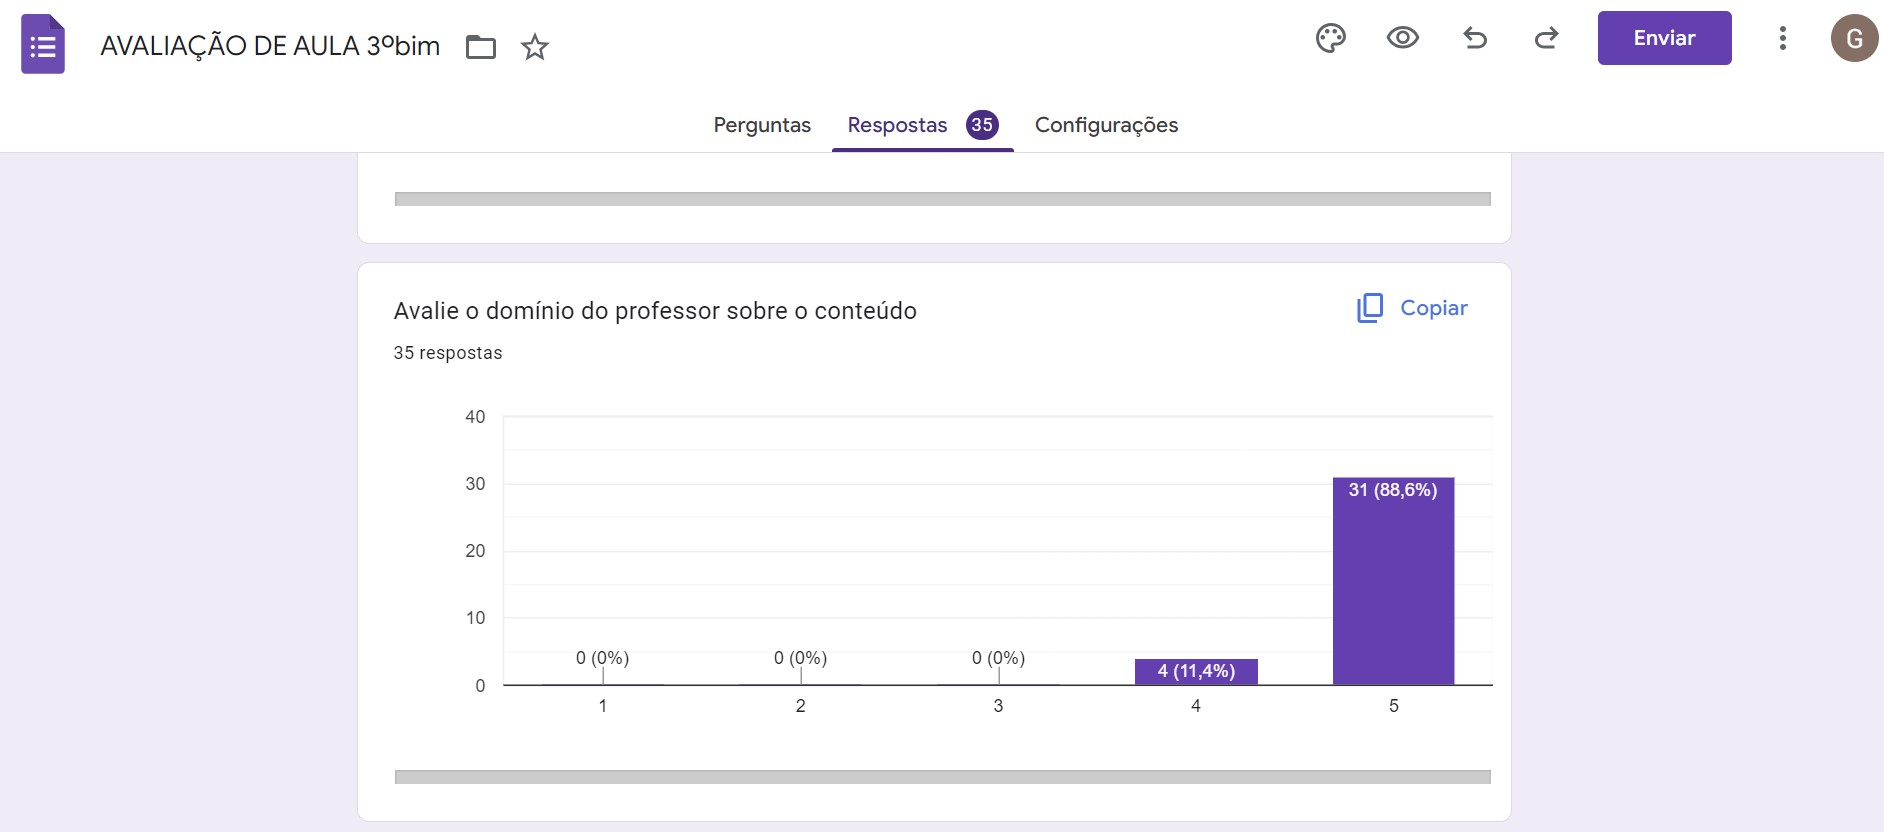 AVALIAÇÃO DE AULA 3ºbim
Enviar
G
Perguntas
Respostas 35
Configurações
Avalie o domínio do professor sobre o conteúdo
Copiar
35 respostas
40
30
20
10
0
0 (0%)
0 (0%)
0 (0%)
4 (11,4%)
31 (88,6%)
1
2
3
4
5